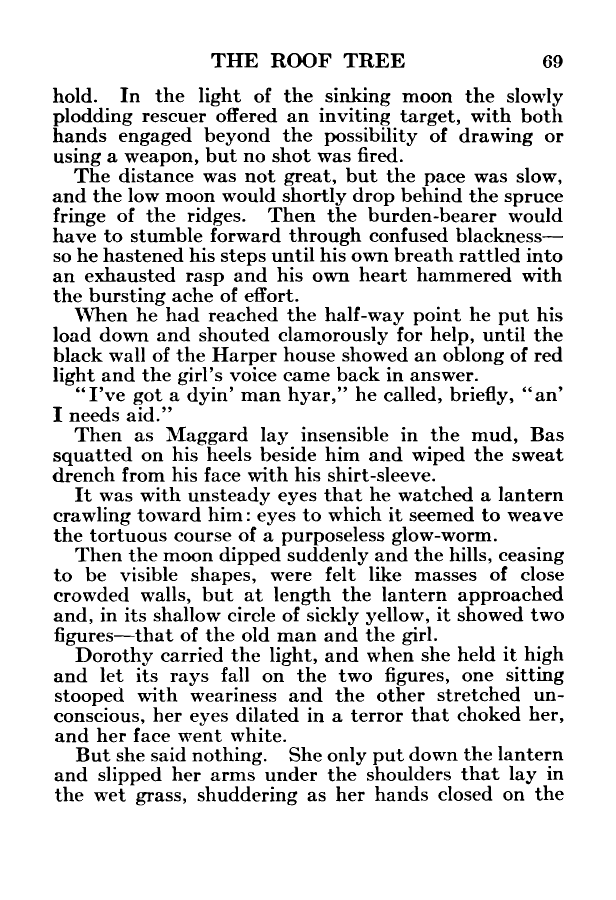 THE ROOF TREE 69
hold. In the light of the sinking moon the slowly
plodding rescuer offered an inviting target, with both
hands engaged beyond the possibility of drawing or
using a weapon, but no shot was fired.
The distance was not great, but the pace was slow,
and the low moon would shortly drop behind the spruce
fringe of the ridges. Then the burden-bearer would
have to stumble forward through confused blackness—
so he hastened his steps until his own breath rattled into
an exhausted rasp and his own heart hammered with
the bursting ache of effort.
When he had reached the half-way point he put his
load down and shouted clamorously for help, until the
black wall of the Harper house showed an oblong of red
light and the girl's voice came back in answer.
"I've got a dyin' man hyar," he called, briefly, "an'
I needs aid."
Then as Maggard lay insensible in the mud, Bas
squatted on his heels beside him and wiped the sweat
drench from his face with his shirt-sleeve.
It was with unsteady eyes that he watched a lantern
crawling toward him: eyes to which it seemed to weave
the tortuous course of a purposeless glow-worm.
Then the moon dipped suddenly and the hills, ceasing
to be visible shapes, were felt like masses of close
crowded walls, but at length the lantern approached
and, in its shallow circle of sickly yellow, it showed two
figures—that of the old man and the girl.
Dorothy carried the light, and when she held it high
and let its rays fall on the two figures, one sitting
stooped with weariness and the other stretched un-
conscious, her eyes dilated in a terror that choked her,
and her face went white.
But she said nothing. She only put down the lantern
and slipped her arms under the shoulders that lay in
the wet grass, shuddering as her hands closed on the